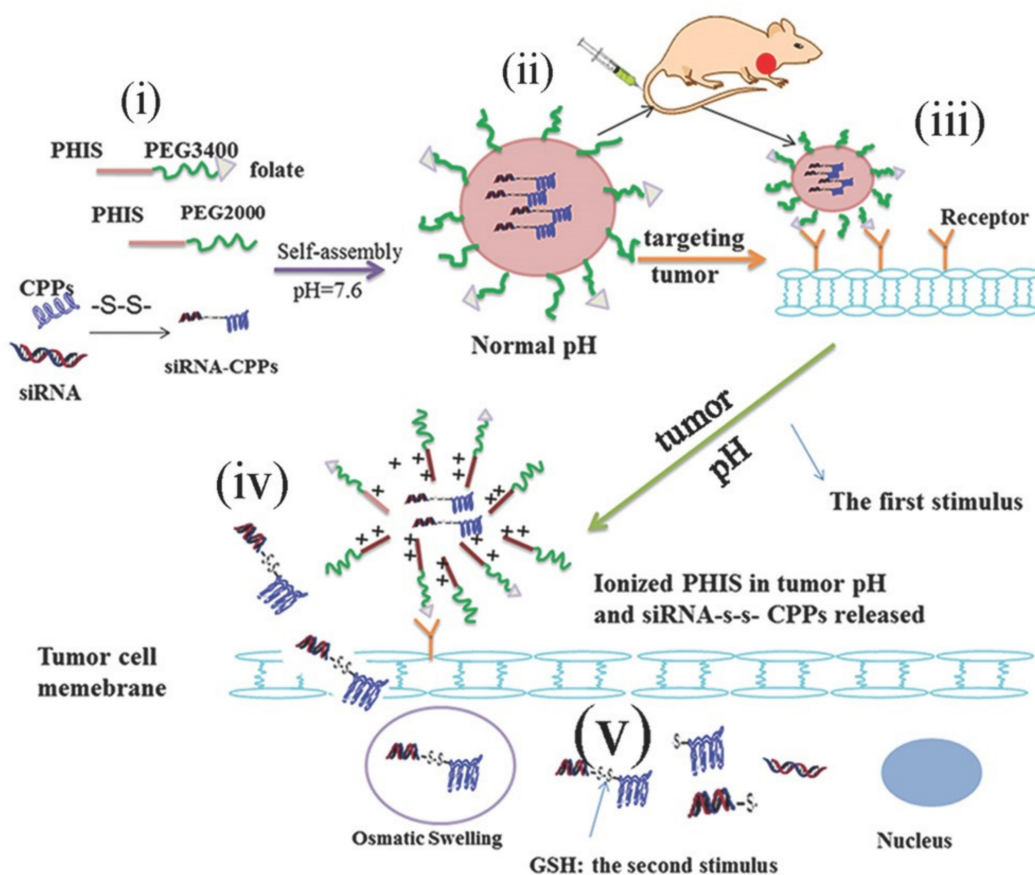 (i)
PHIS PEG3400
folate
PHIS PEG2000
CPPs
-S-S-
siRNA
siRNA-CPPs
Self-assembly
pH=7.6
(ii)
Normal pH
targeting
tumor
(iii)
Receptor
tumor
pH
The first stimulus
(iv)
+ +
++
++
+
+
++
++
++
+
++
+
+
S-S
Ionized PHIS in tumor pH
and siRNA-s-s- CPPs released
Tumor cell
memebrane
S-S
(v)
-S-S-
Osmatic Swelling
-S-S-
S
-S-
GSH: the second stimulus
Nucleus